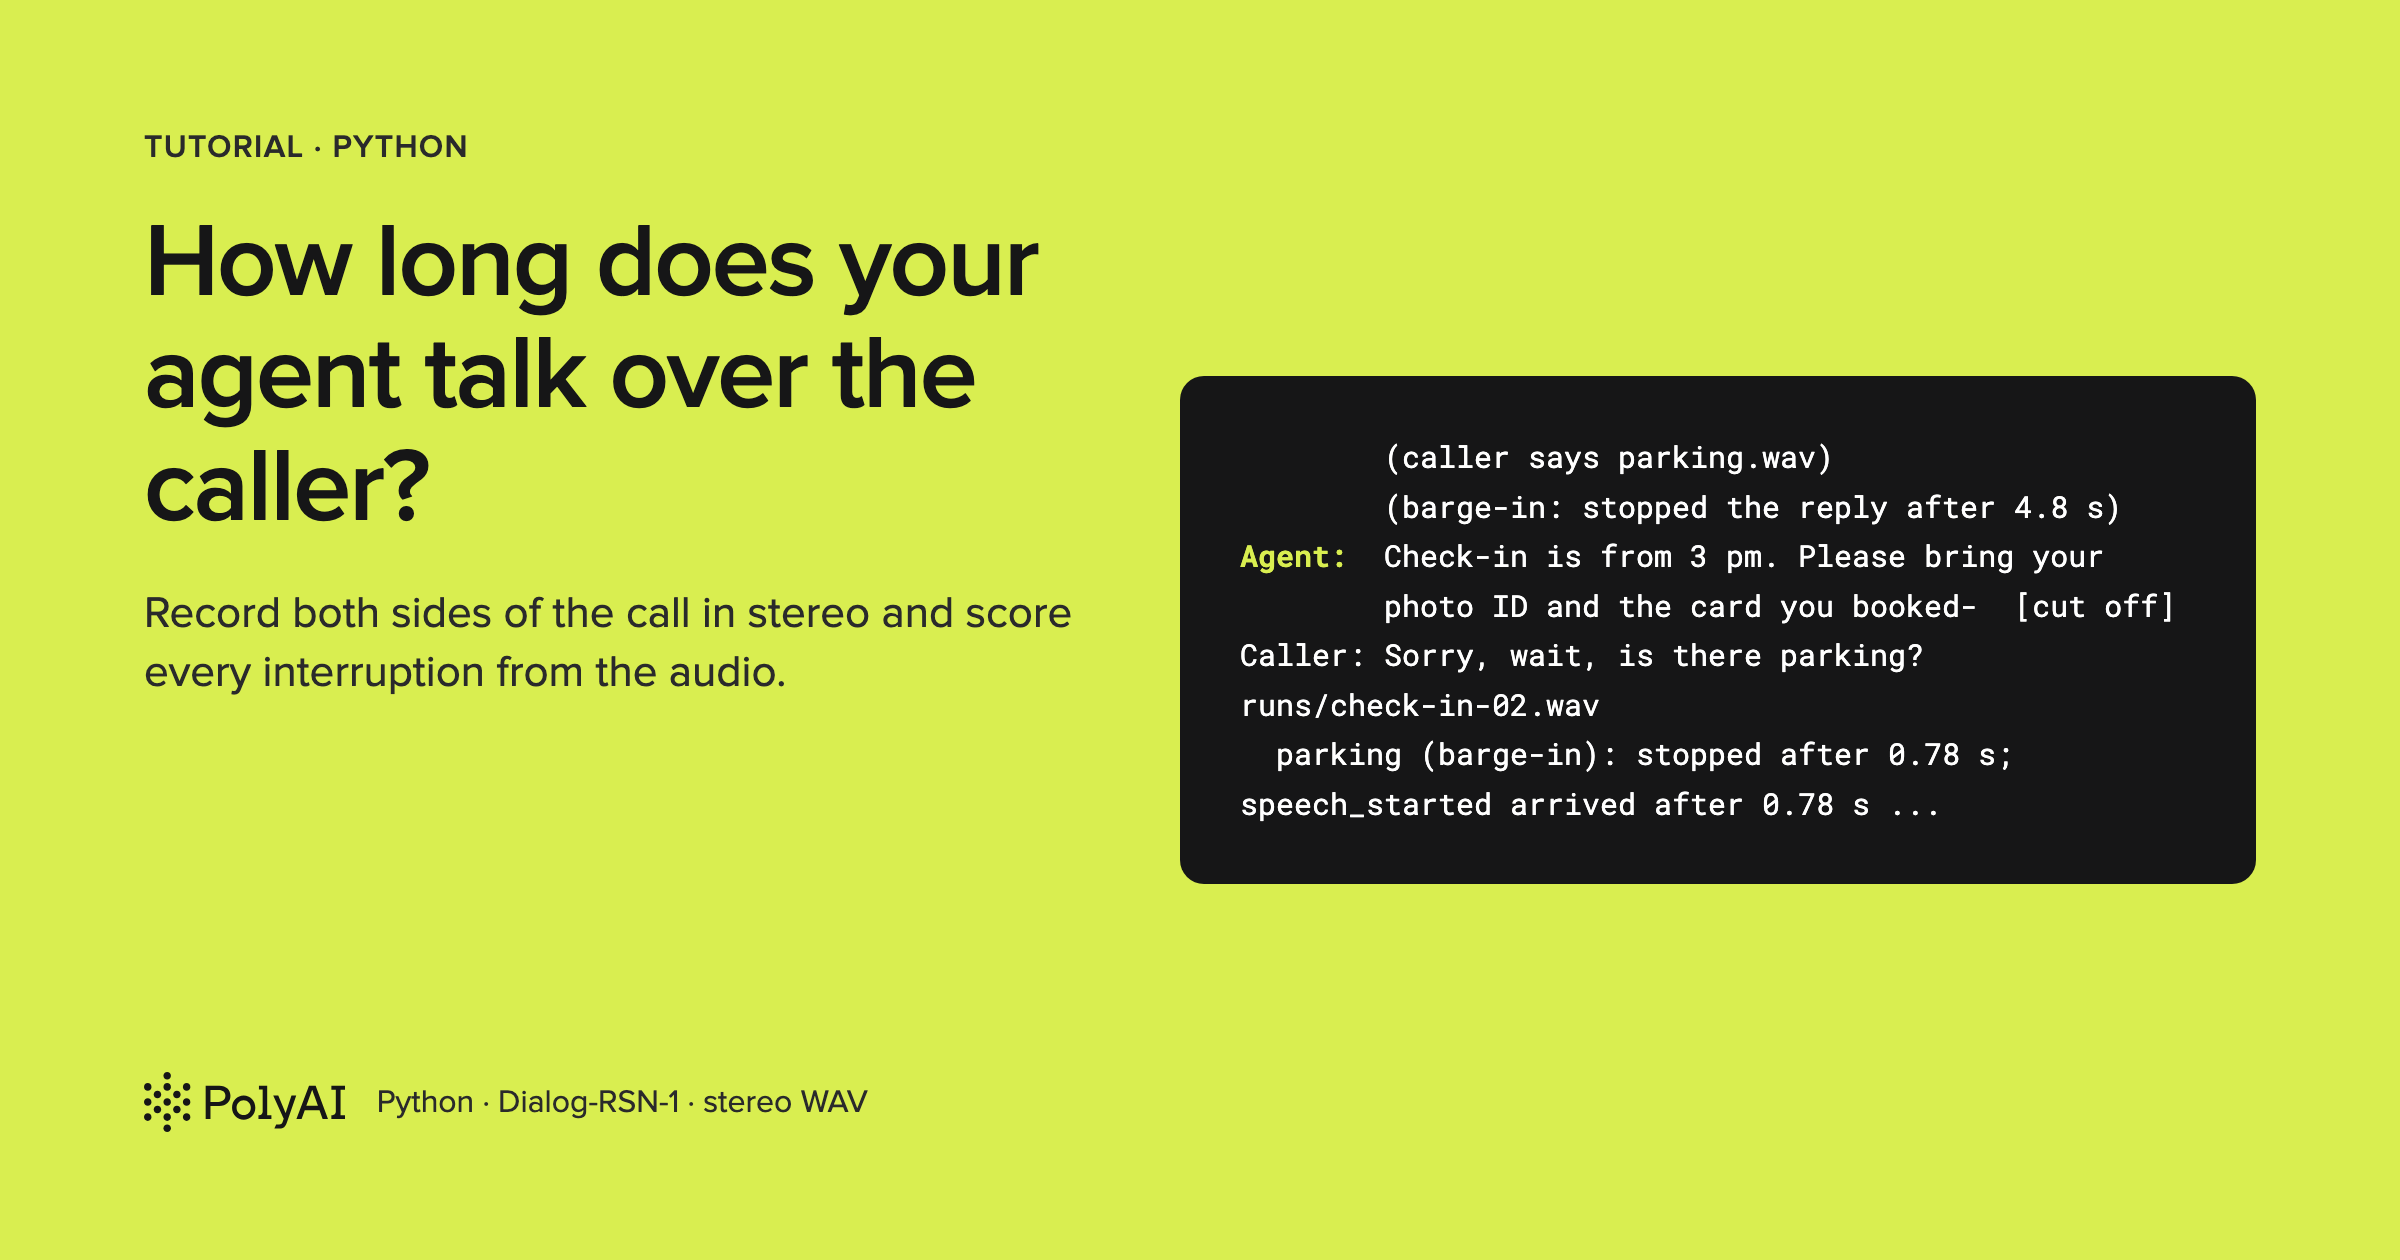 TUTORIAL · PYTHON
How long does your
agent talk over the
caller?
Record both sides of the call in stereo and score
every interruption from the audio.
(caller says parking.wav)
(barge-in: stopped the reply after 4.8 s)
Agent: Check-in is from 3 pm. Please bring your
photo ID and the card you booked- [cut off]
Caller: Sorry, wait, is there parking?
runs/check-in-02.wav
parking (barge-in): stopped after 0.78 s;
speech_started arrived after 0.78 s ...
PolyAI Python · Dialog-RSN-1 · stereo WAV